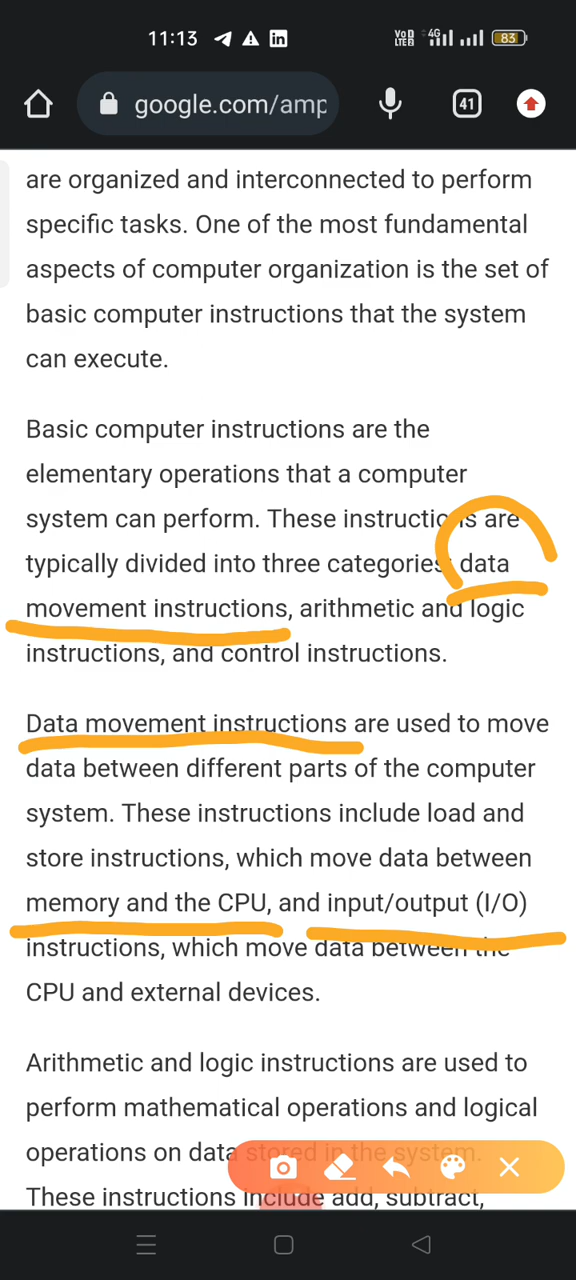 11:13
VoD LTE2 4G 83
google.com/amp
41
are organized and interconnected to perform
specific tasks. One of the most fundamental
aspects of computer organization is the set of
basic computer instructions that the system
can execute.
Basic computer instructions are the
elementary operations that a computer
system can perform. These instructions are
typically divided into three categories: data
movement instructions, arithmetic and logic
instructions, and control instructions.
Data movement instructions are used to move
data between different parts of the computer
system. These instructions include load and
store instructions, which move data between
memory and the CPU, and input/output (I/O)
instructions, which move data between the
CPU and external devices.
Arithmetic and logic instructions are used to
perform mathematical operations and logical
operations on data stored in the system.
These instructions include add, subtract,